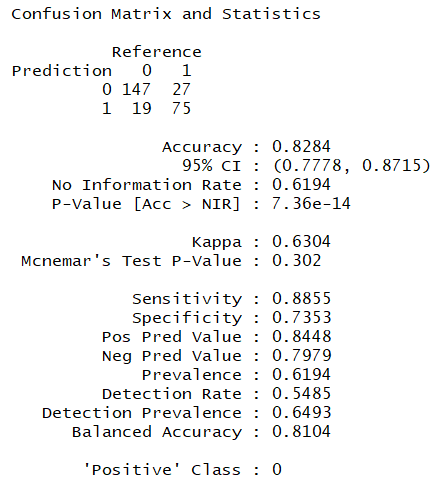 Confusion Matrix and Statistics
Reference
Prediction 0 1
0 147 27
1 19 75
Accuracy : 0.8284
95% CI : (0.7778, 0.8715)
No Information Rate : 0.6194
P-Value [Acc > NIR] : 7.36e-14
Kappa : 0.6304
Mcnemar's Test P-Value : 0.302
Sensitivity : 0.8855
Specificity : 0.7353
Pos Pred Value : 0.8448
Neg Pred Value : 0.7979
Prevalence : 0.6194
Detection Rate : 0.5485
Detection Prevalence : 0.6493
Balanced Accuracy : 0.8104
'Positive' Class : 0